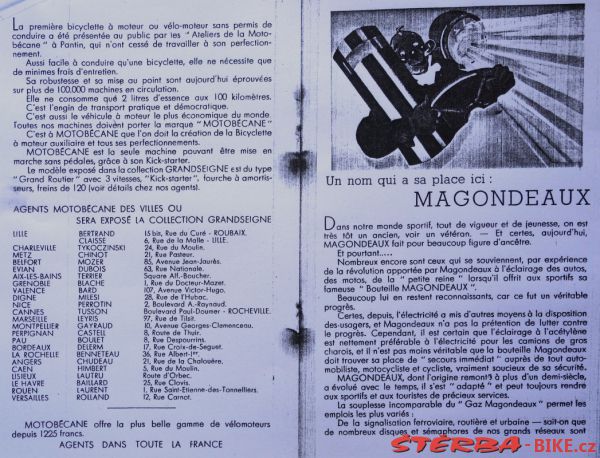 La première bicyclette à moteur ou vélo-moteur sans permis de
conduire a été présentée au public par les "Ateliers de la Moto-
bécane" à Pantin, qui n'ont cessé de travailler à son perfection-
nement.
Aussi facile à conduire qu'une bicyclette, elle ne nécessite que
de minimes frais d'entretien.
Sa robustesse et sa mise au point sont aujourd'hui éprouvées
sur plus de 100.000 machines en circulation.
Elle ne consomme que 2 litres d'essence aux 100 kilomètres.
C'est l'engin de transport pratique et démocratique.
C'est aussi le véhicule à moteur le plus économique du monde.
Toutes nos machines doivent porter la marque "MOTOBÉCANE"
C'est à MOTOBÉCANE que l'on doit la création de la Bicyclette
à moteur auxiliaire et tous ses perfectionnements.
MOTOBÉCANE est la seule machine pouvant être mise en
marche sans pédales, grâce à son Kick-starter.
Le modèle exposé dans la collection GRANDSEIGNE est du type
"Grand Routier" avec 3 vitesses, "Kick-starter", fourche à amortis-
seurs, freins de 120 (voir détails chez nos agents).
AGENTS MOTOBÉCANE DES VILLES OU
SERA EXPOSÉ LA COLLECTION GRANDSEIGNE
LILLE BERTRAND 15 bis, Rue du Curé - ROUBAIX.
CLAISSE 6, Rue de la Malle - LILLE.
CHARLEVILLE TYKOCZINSKI 24, Rue du Moulin.
METZ CHINOT 21, Rue Pasteur.
BELFORT MOZER 85, Avenue Jean-Jaurès.
EVIAN DUBOIS 63, Rue Nationale.
AIX-LES-BAINS TERRIER Square Alf.-Boucher.
GRENOBLE BLACHE 1, Rue du Docteur-Mazet.
VALENCE BARD 107, Avenue Victor-Hugo.
DIGNE MILESI 28, Rue de l'Hubac.
NICE PERROTIN 2, Boulevard A.-Raynaud.
CANNES TUSSON Boulevard Paul-Doumer - ROCHEVILLE.
MARSEILLE LEYRIS 97, Rue de Tilsit.
MONTPELLIER GAYRAUD 10, Avenue Georges-Clemenceau.
PERPIGNAN CASTELL 8, Route de Thuir.
PAU BOULET 8, Rue Despourrins.
BORDEAUX DELERM 17, Rue Croix-de-Seguet.
LA ROCHELLE BENNETEAU 36, Rue Albert-1er.
ANGERS CHUDEAU 21, Rue de la Chalouère.
CAEN HIMBERT 5, Rue du Moulin.
LISIEUX LAUTRU Route d'Orbec.
LE HAVRE BAILLARD 25, Rue Clovis.
ROUEN LAURENT 1, Rue Saint-Etienne-des-Tonnelliers.
VERSAILLES ROLLAND 12, Rue Carnot.
MOTOBÉCANE offre la plus belle gamme de vélomoteurs
depuis 1225 francs.
AGENTS DANS TOUTE LA FRANCE
Un nom qui a sa place ici :
MAGONDEAUX
Dans notre monde sportif, tout de vigueur et de jeunesse, on est
très tôt un ancien, voir un vétéran. — Et certes, aujourd'hui,
MAGONDEAUX fait pour beaucoup figure d'ancêtre.
Et pourtant.....
Nombreux encore sont ceux qui se souviennent, par expérience
de la révolution apportée par Magondeaux à l'éclairage des autos,
des motos, de la "petite reine" lorsqu'il offrit aux sportifs sa
fameuse "Bouteille MAGONDEAUX".
Beaucoup lui en restent reconnaissants, car ce fut un véritable
progrès.
Certes, depuis, l'électricité a mis d'autres moyens à la disposition
des usagers, et Magondeaux n'a pas la prétention de lutter contre
le progrès. Cependant, il est certain que l'éclairage à l'acétylène
est nettement préférable à l'électricité pour les camions de gros
charois, et il n'est pas moins véritable que la bouteille Magondeaux
doit trouver sa place de "secours immédiat" auprès de tout auto-
mobiliste, motocycliste et cycliste, vraiment soucieux de sa sécurité.
MAGONDEAUX, dont l'origine remont à plus d'un demi-siècle,
a évolué avec le temps, il s'est "adapté" et peut toujours rendre
aux sportifs et aux touristes de précieux services.
La souplesse incomparable du "Gaz Magondeaux" permet les
emplois les plus variés :
De la signalisation ferroviaire, routière et urbaine — sait-on que
de nombreux disques et sémaphores de nos grands réseaux sont
ŠTĚRBA-BIKE.cz